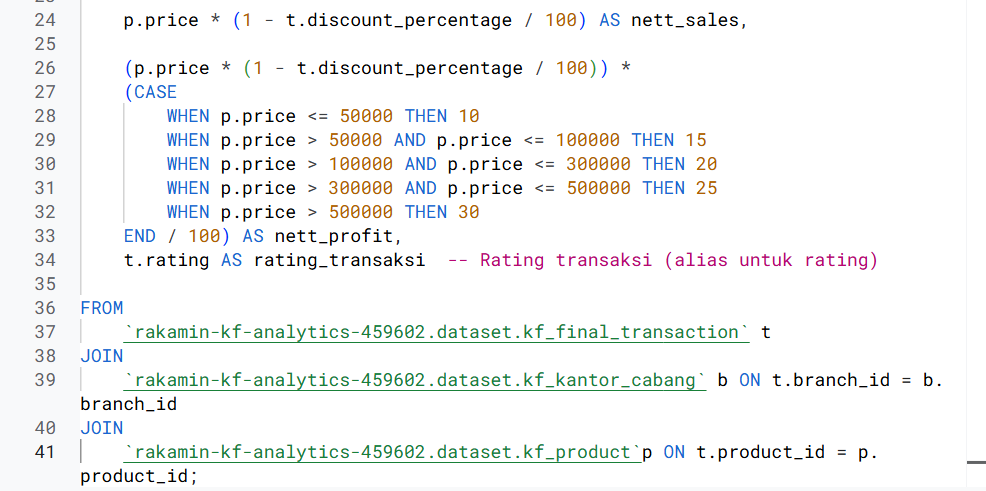 24 p.price * (1 - t.discount_percentage / 100) AS nett_sales,
25
26 (p.price * (1 - t.discount_percentage / 100)) *
27 (CASE
28 WHEN p.price <= 50000 THEN 10
29 WHEN p.price > 50000 AND p.price <= 100000 THEN 15
30 WHEN p.price > 100000 AND p.price <= 300000 THEN 20
31 WHEN p.price > 300000 AND p.price <= 500000 THEN 25
32 WHEN p.price > 500000 THEN 30
33 END / 100) AS nett_profit,
34 t.rating AS rating_transaksi  -- Rating transaksi (alias untuk rating)
35
36 FROM
37 `rakamin-kf-analytics-459602.dataset.kf_final_transaction` t
38 JOIN
39 `rakamin-kf-analytics-459602.dataset.kf_kantor_cabang` b ON t.branch_id = b.
branch_id
40 JOIN
41 `rakamin-kf-analytics-459602.dataset.kf_product`p ON t.product_id = p.
product_id;